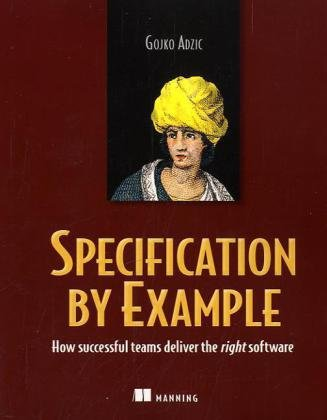 GOJKO ADZIC
SPECIFICATION
BY EXAMPLE
How successful teams deliver the right software
MANNING